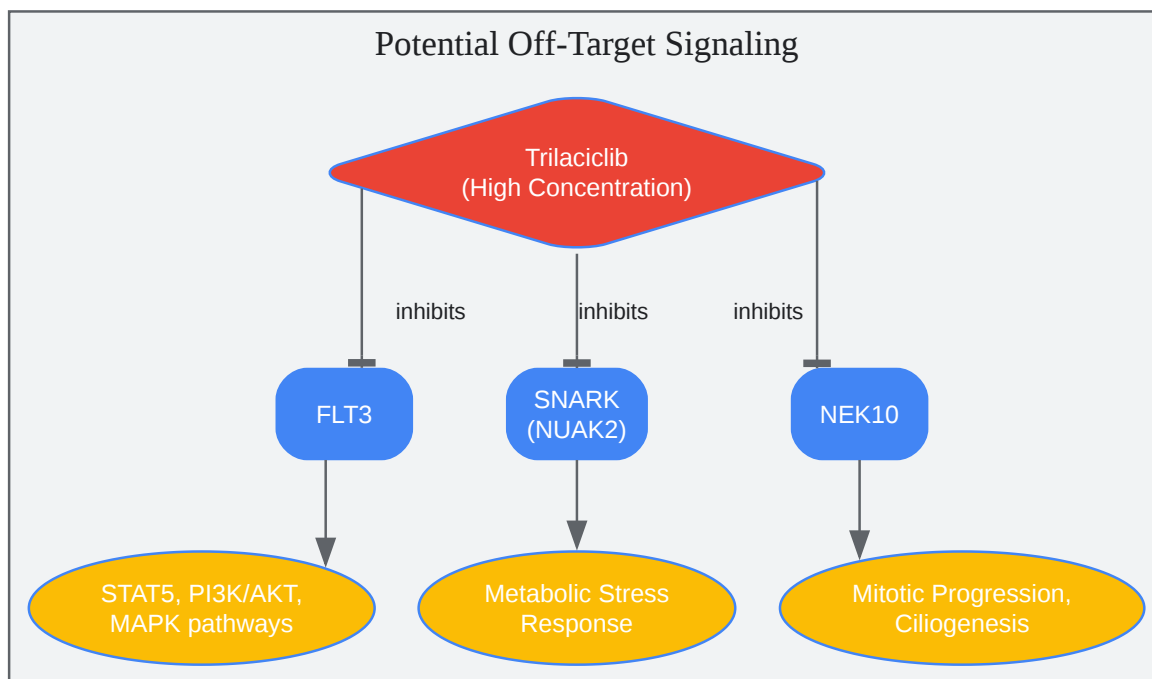 Potential Off-Target Signaling
Trilaciclib
(High Concentration)
inhibits
inhibits
inhibits
FLT3
SNARK
(NUAK2)
NEK10
STAT5, PI3K/AKT,
MAPK pathways
Metabolic Stress
Response
Mitotic Progression,
Ciliogenesis